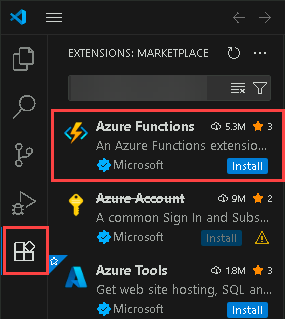 EXTENSIONS: MARKETPLACE
Azure Functions 5.3M 3
An Azure Functions extensio...
Microsoft Install
Azure Account 9M 2
A common Sign In and Subs...
Microsoft Install
Azure Tools 1.8M 3
Get web site hosting, SQL an...
Microsoft Install